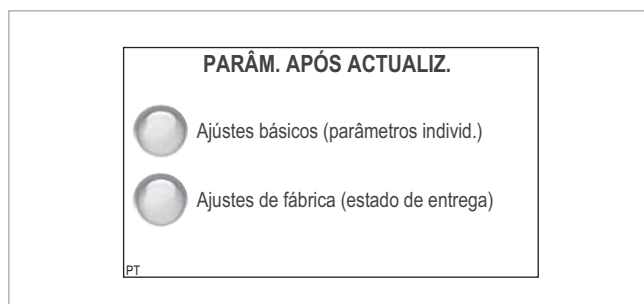 PARÂM. APÓS ACTUALIZ.
Ajústes básicos (parâmetros individ.)
Ajustes de fábrica (estado de entrega)
PT